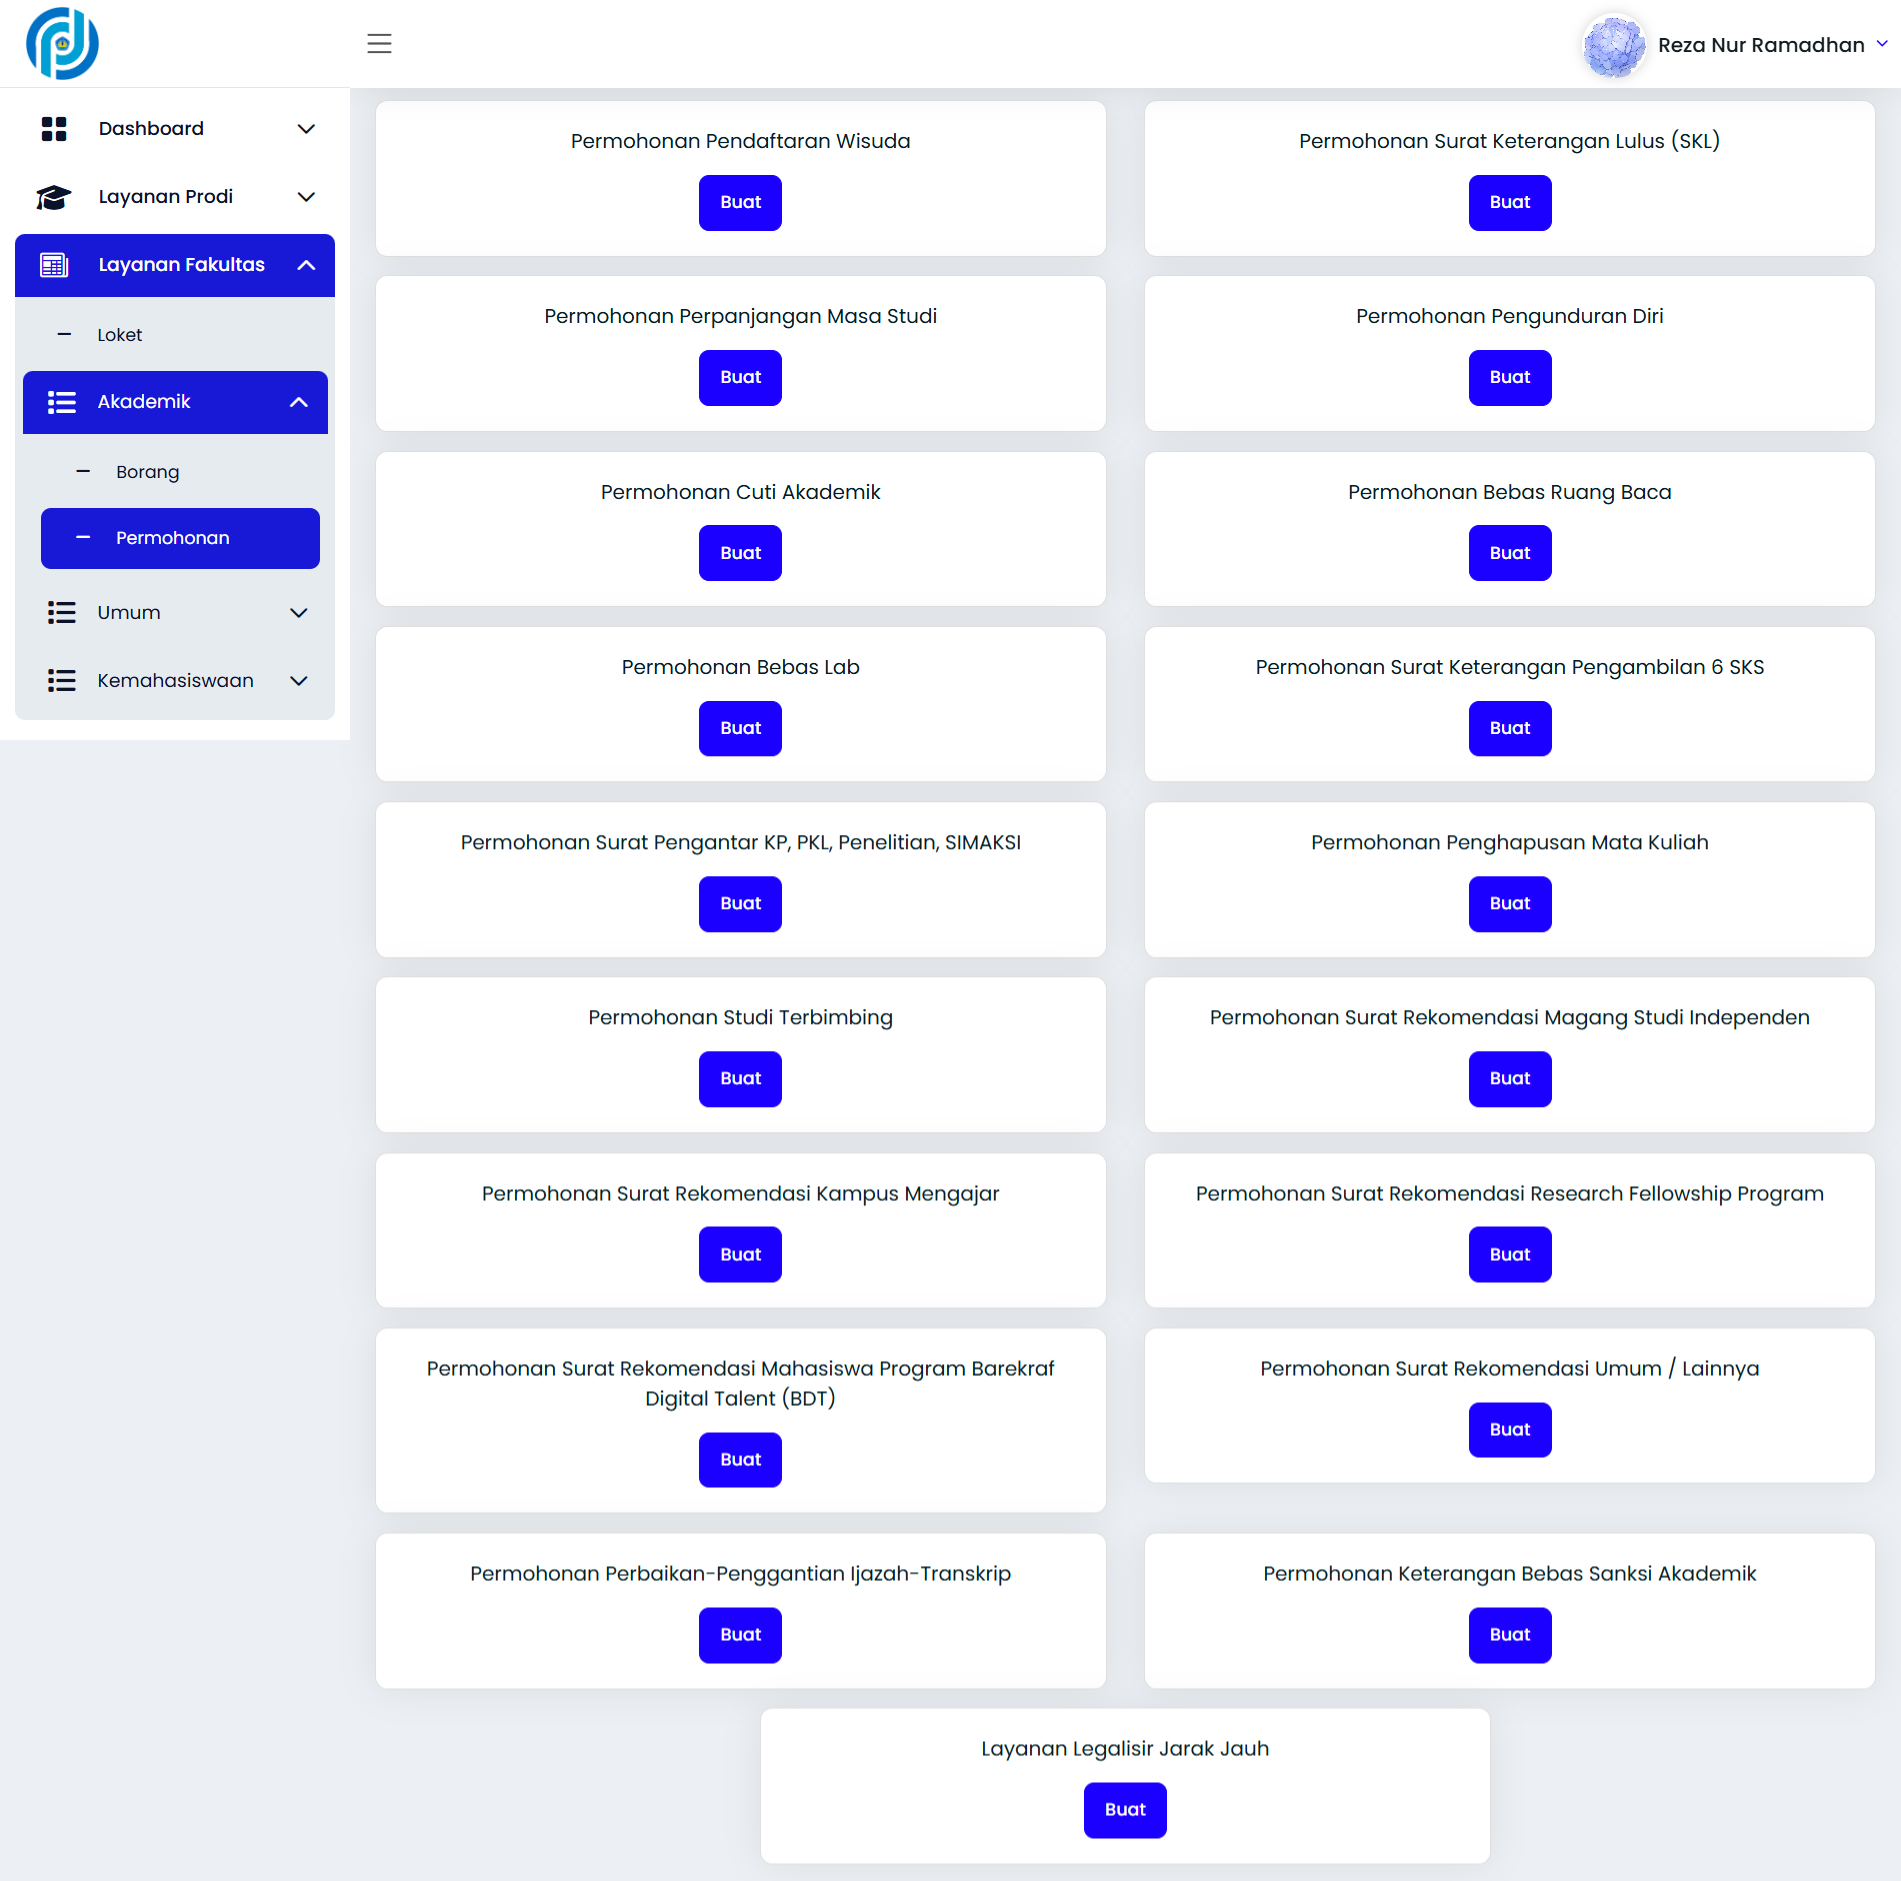 Reza Nur Ramadhan
Dashboard
Layanan Prodi
Layanan Fakultas
Loket
Akademik
Borang
Permohonan
Umum
Kemahasiswaan
Permohonan Pendaftaran Wisuda
Buat
Permohonan Surat Keterangan Lulus (SKL)
Buat
Permohonan Perpanjangan Masa Studi
Buat
Permohonan Pengunduran Diri
Buat
Permohonan Cuti Akademik
Buat
Permohonan Bebas Ruang Baca
Buat
Permohonan Bebas Lab
Buat
Permohonan Surat Keterangan Pengambilan 6 SKS
Buat
Permohonan Surat Pengantar KP, PKL, Penelitian, SIMAKSI
Buat
Permohonan Penghapusan Mata Kuliah
Buat
Permohonan Studi Terbimbing
Buat
Permohonan Surat Rekomendasi Magang Studi Independen
Buat
Permohonan Surat Rekomendasi Kampus Mengajar
Buat
Permohonan Surat Rekomendasi Research Fellowship Program
Buat
Permohonan Surat Rekomendasi Mahasiswa Program Barekraf
Digital Talent (BDT)
Buat
Permohonan Surat Rekomendasi Umum / Lainnya
Buat
Permohonan Perbaikan-Penggantian Ijazah-Transkrip
Buat
Permohonan Keterangan Bebas Sanksi Akademik
Buat
Layanan Legalisir Jarak Jauh
Buat